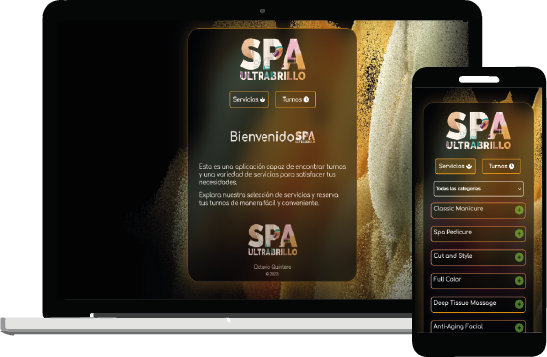 SPA
ULTRABRILLO
Servicios
Turnos
Bienvenido SPA
ULTRABRILLO
Esta es una aplicación capaz de encontrar turnos
y una variedad de servicios para satisfacer tus
necesidades.
Explora nuestra selección de servicios y reserva
tus turnos de manera fácil y conveniente.
SPA
ULTRABRILLO
Octavio Quintero
© 2023
SPA
ULTRABRILLO
Servicios
Turnos
Todas las categorías
Classic Manicure
Spa Pedicure
Cut and Style
Full Color
Deep Tissue Massage
Anti-Aging Facial